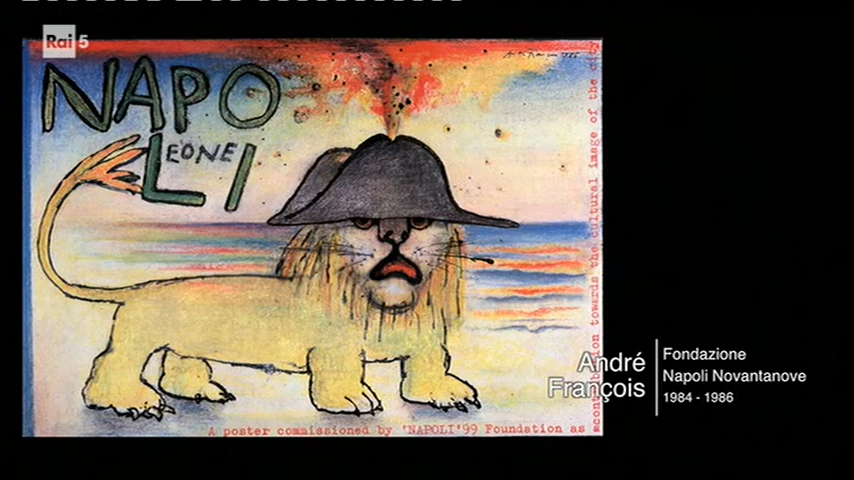 Rai 5
NAPO
LEONE
LI
A poster commissioned by 'NAPOLI'99 Foundation as
a contribution towards the cultural image of the city
André
François
Fondazione
Napoli Novantanove
1984 - 1986